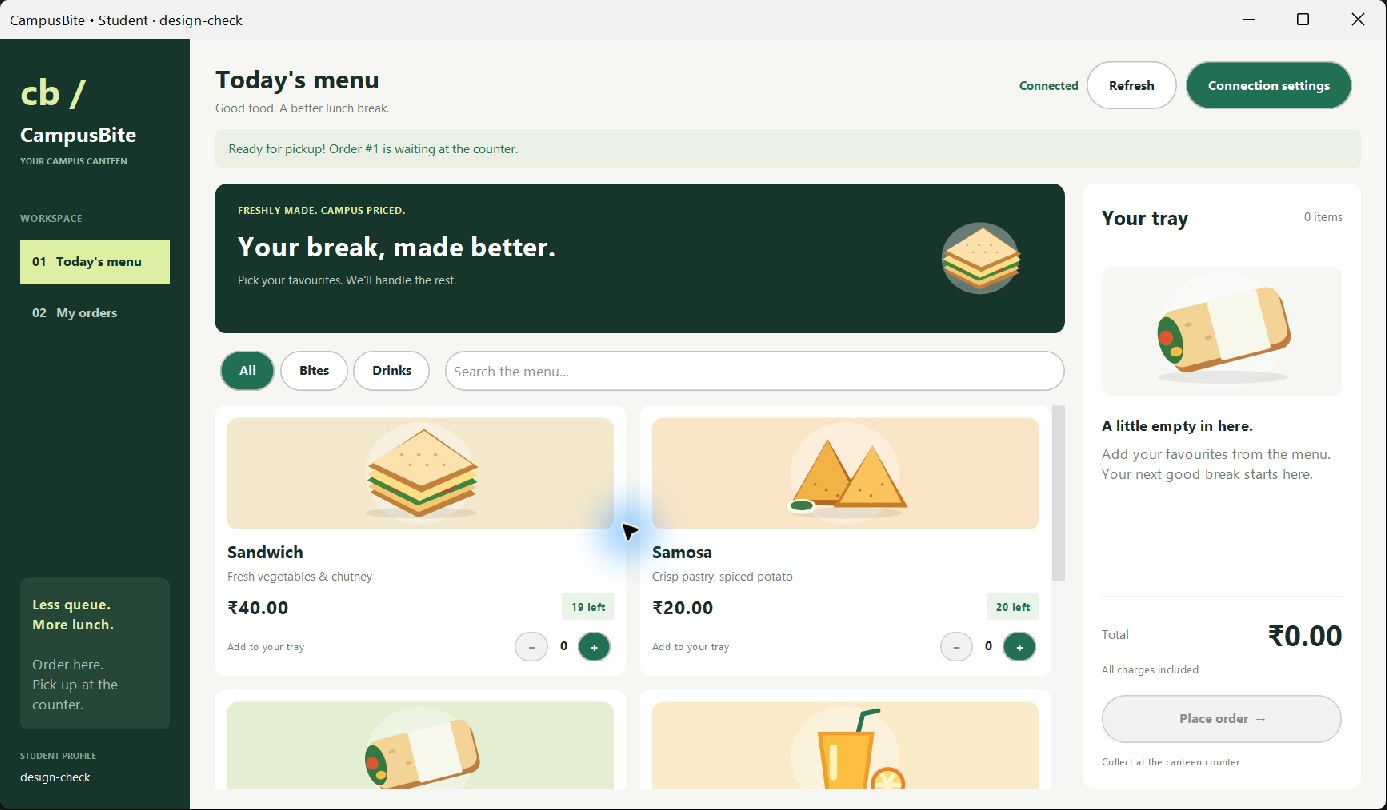 CampusBite • Student · design-check
cb /
CampusBite
YOUR CAMPUS CANTEEN
WORKSPACE
01 Today's menu
02 My orders
Less queue.
More lunch.
Order here.
Pick up at the
counter.
STUDENT PROFILE
design-check
Today's menu
Good food. A better lunch break.
Connected
Refresh
Connection settings
Ready for pickup! Order #1 is waiting at the counter.
FRESHLY MADE. CAMPUS PRICED.
Your break, made better.
Pick your favourites. We'll handle the rest.
All
Bites
Drinks
Search the menu...
Sandwich
Fresh vegetables & chutney
₹40.00
19 left
Add to your tray
− 0 +
Samosa
Crisp pastry, spiced potato
₹20.00
20 left
Add to your tray
− 0 +
Your tray
0 items
A little empty in here.
Add your favourites from the menu.
Your next good break starts here.
Total
₹0.00
All charges included
Place order →
Collect at the canteen counter